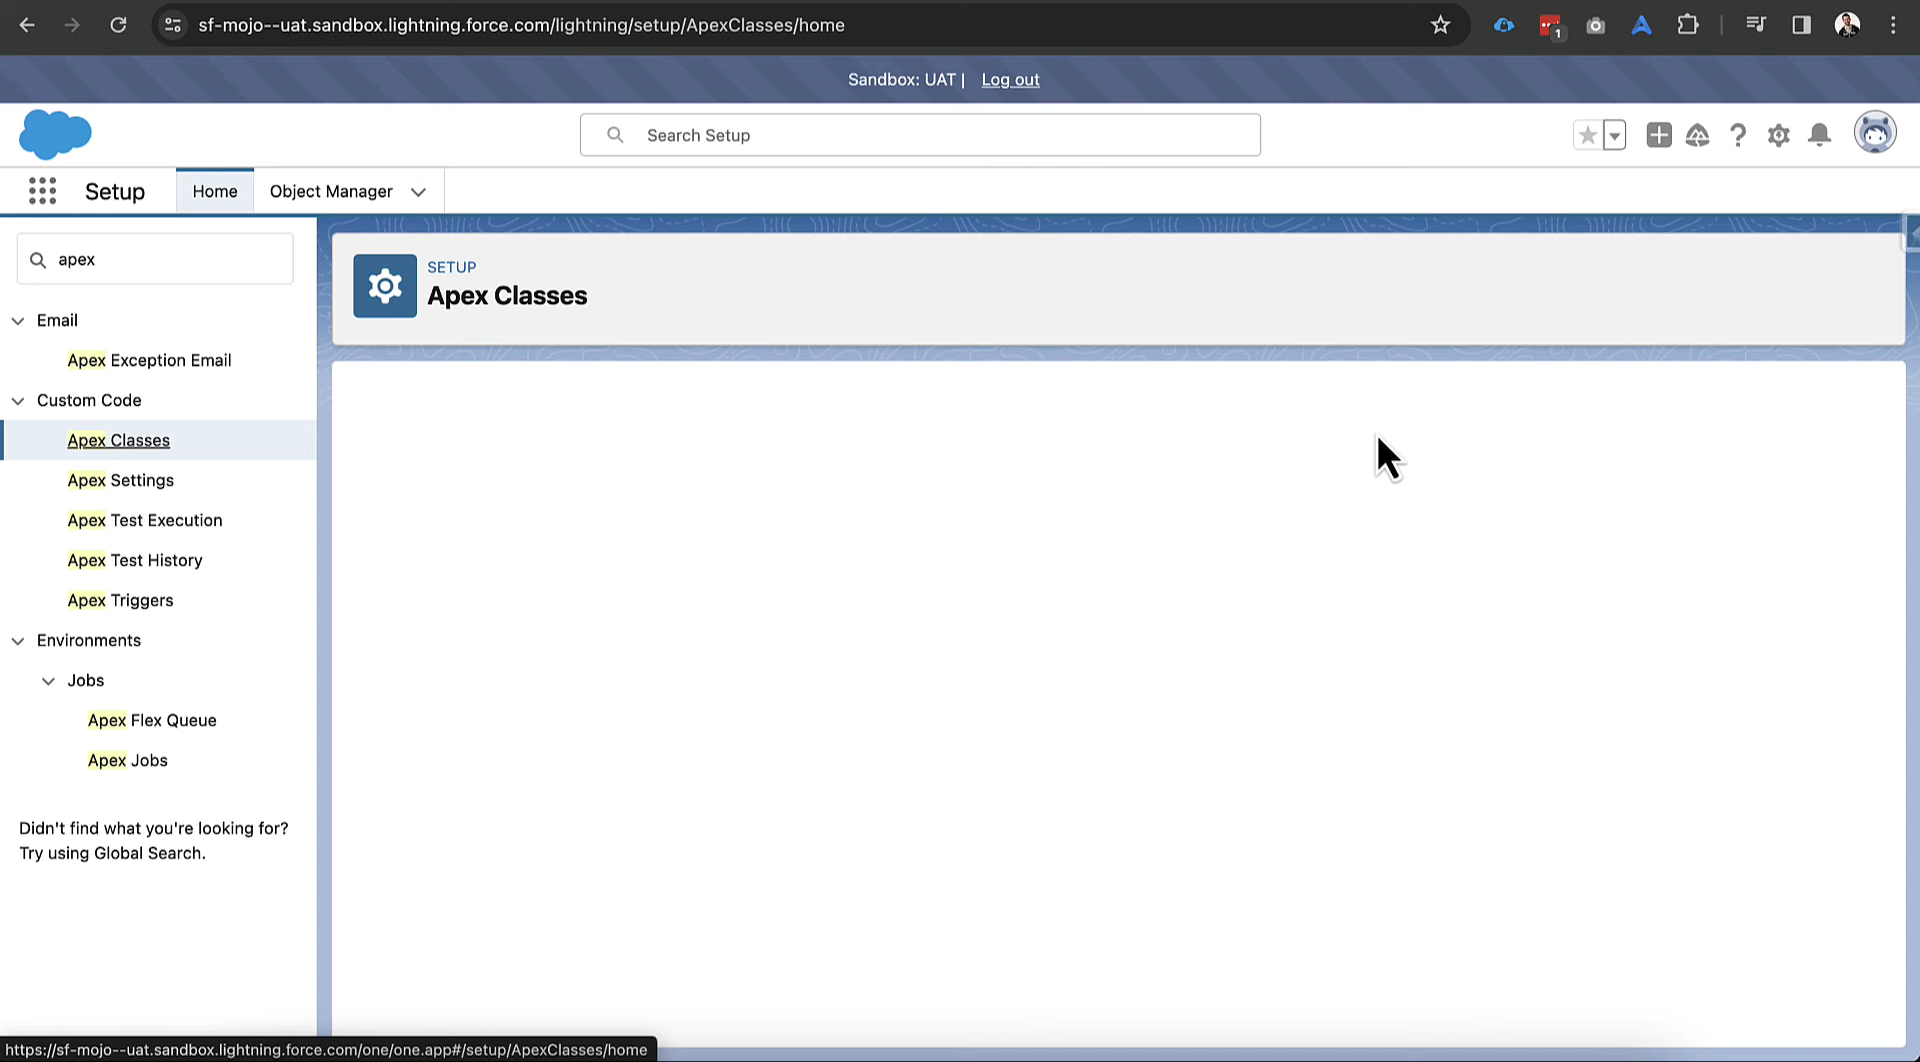 sf-mojo--uat.sandbox.lightning.force.com/lightning/setup/ApexClasses/home
1
Sandbox: UAT | Log out
Search Setup
Setup
Home
Object Manager
apex
Email
Apex Exception Email
Custom Code
Apex Classes
Apex Settings
Apex Test Execution
Apex Test History
Apex Triggers
Environments
Jobs
Apex Flex Queue
Apex Jobs
Didn't find what you're looking for?
Try using Global Search.
SETUP
Apex Classes
https://sf-mojo--uat.sandbox.lightning.force.com/one/one.app#/setup/ApexClasses/home